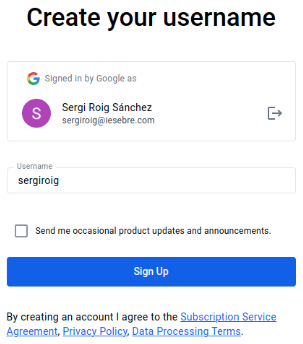 Create your username
Signed in by Google as
S
Sergi Roig Sánchez
sergiroig@iesebre.com
Username
sergiroig
Send me occasional product updates and announcements.
Sign Up
By creating an account I agree to the Subscription Service
Agreement, Privacy Policy, Data Processing Terms.